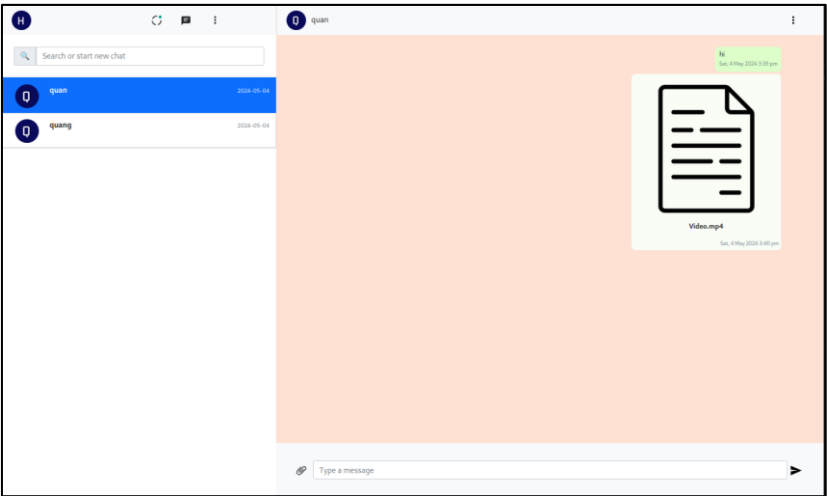 H
Q quan
Search or start new chat
Q quan 2024-05-04
Q quang 2024-05-04
hi
Sat, 4 May 2024 3:35 pm
Video.mp4
Sat, 4 May 2024 3:40 pm
Type a message